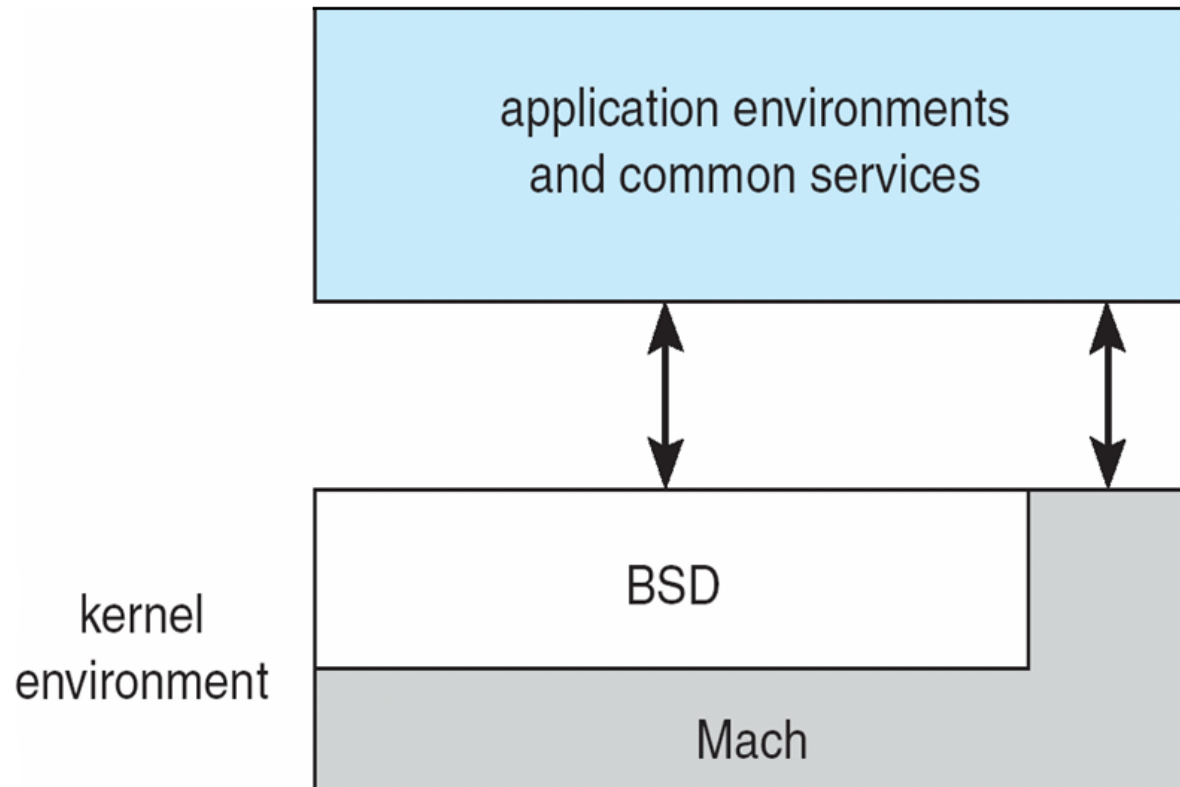 application environments
and common services
BSD
kernel
environment
Mach